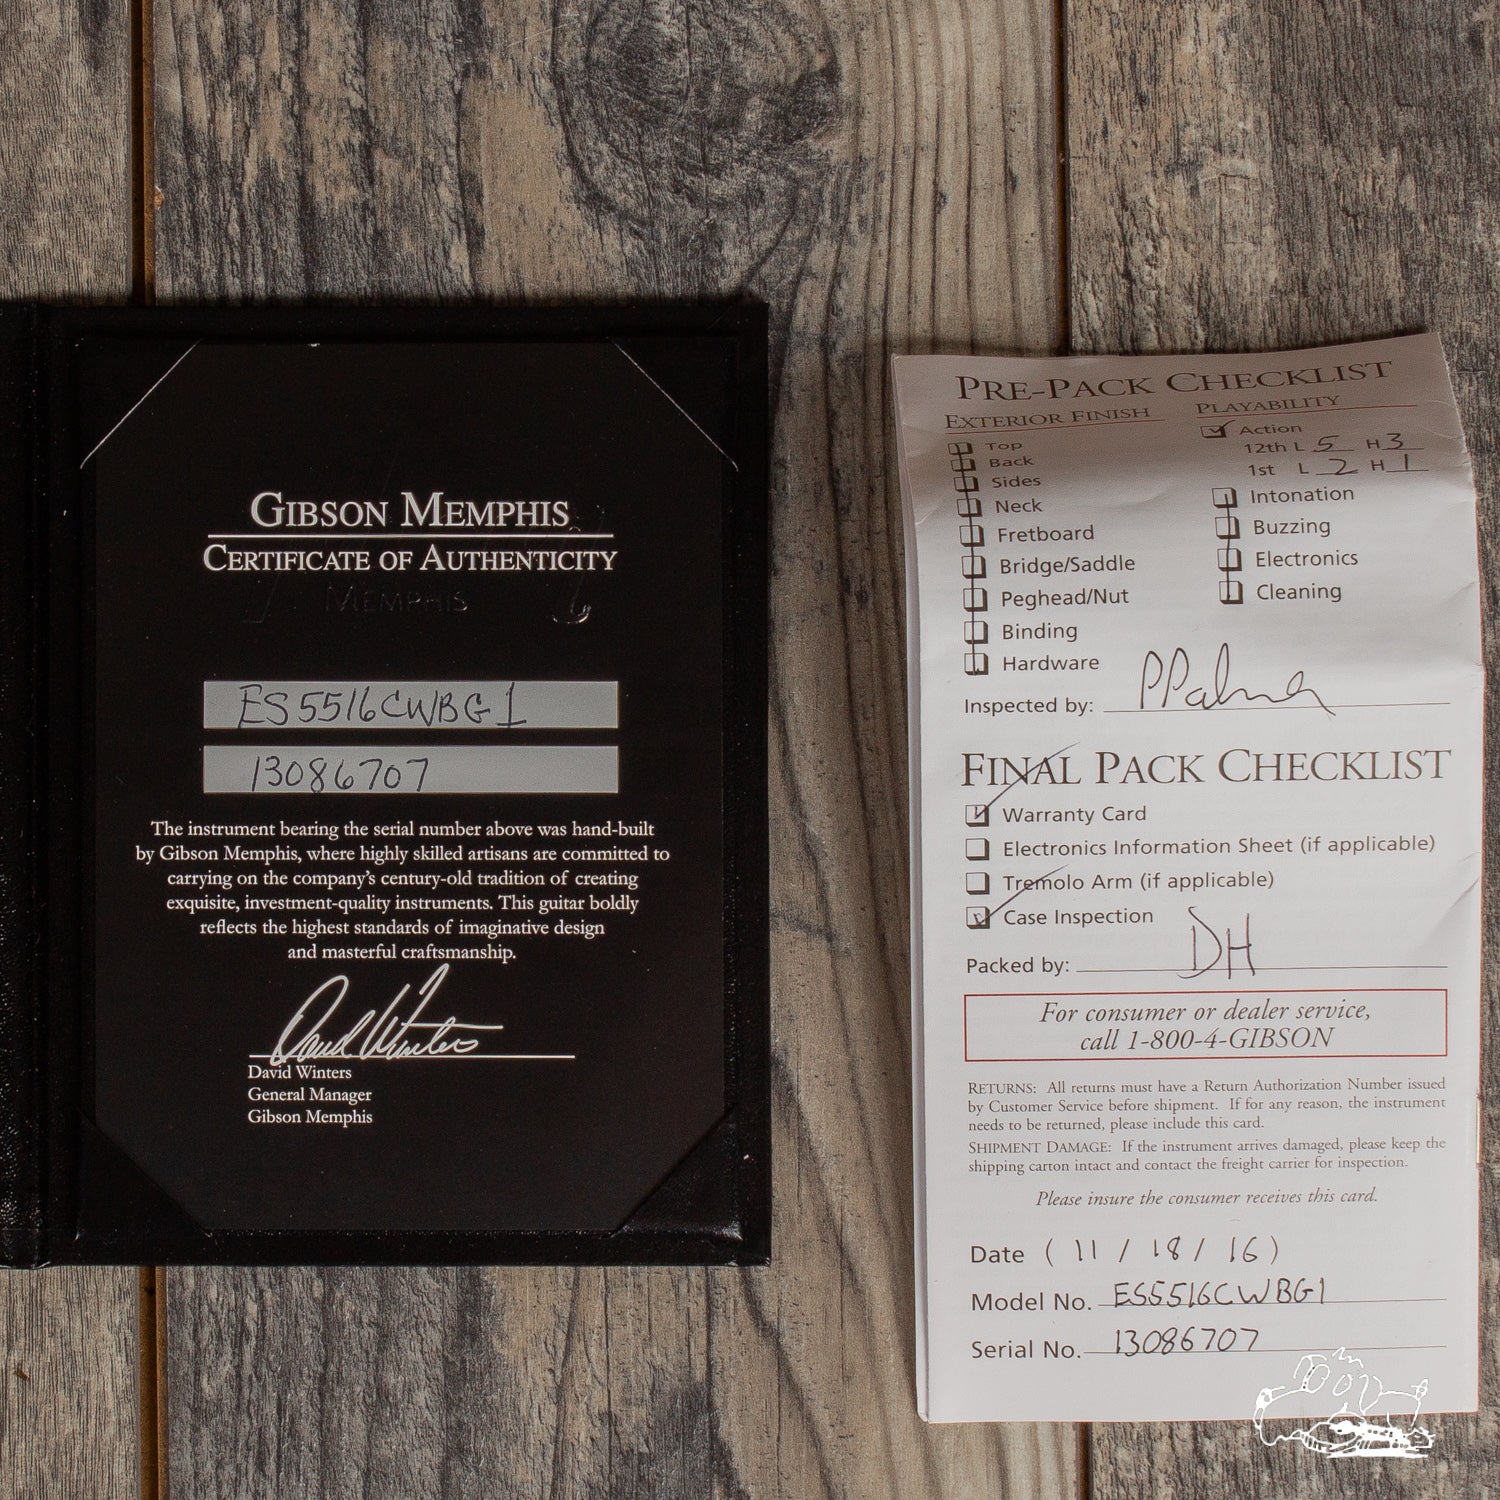 GIBSON MEMPHIS
CERTIFICATE OF AUTHENTICITY
MEMPHIS
ES5516CWBG1
13086707
The instrument bearing the serial number above was hand-built
by Gibson Memphis, where highly skilled artisans are committed to
carrying on the company's century-old tradition of creating
exquisite, investment-quality instruments. This guitar boldly
reflects the highest standards of imaginative design
and masterful craftsmanship.
David Winters
David Winters
General Manager
Gibson Memphis
PRE-PACK CHECKLIST
EXTERIOR FINISH
Top
Back
Sides
Neck
Fretboard
Bridge/Saddle
Peghead/Nut
Binding
Hardware
PLAYABILITY
Action
12th L 5 H 3
1st L 2 H 1
Intonation
Buzzing
Electronics
Cleaning
Inspected by: PPalmer
FINAL PACK CHECKLIST
Warranty Card
Electronics Information Sheet (if applicable)
Tremolo Arm (if applicable)
Case Inspection
Packed by: DH
For consumer or dealer service,
call 1-800-4-GIBSON
RETURNS: All returns must have a Return Authorization Number issued
by Customer Service before shipment. If for any reason, the instrument
needs to be returned, please include this card.
SHIPMENT DAMAGE: If the instrument arrives damaged, please keep the
shipping carton intact and contact the freight carrier for inspection.
Please insure the consumer receives this card.
Date (11/18/16)
Model No. ES5516CWBG1
Serial No. 13086707